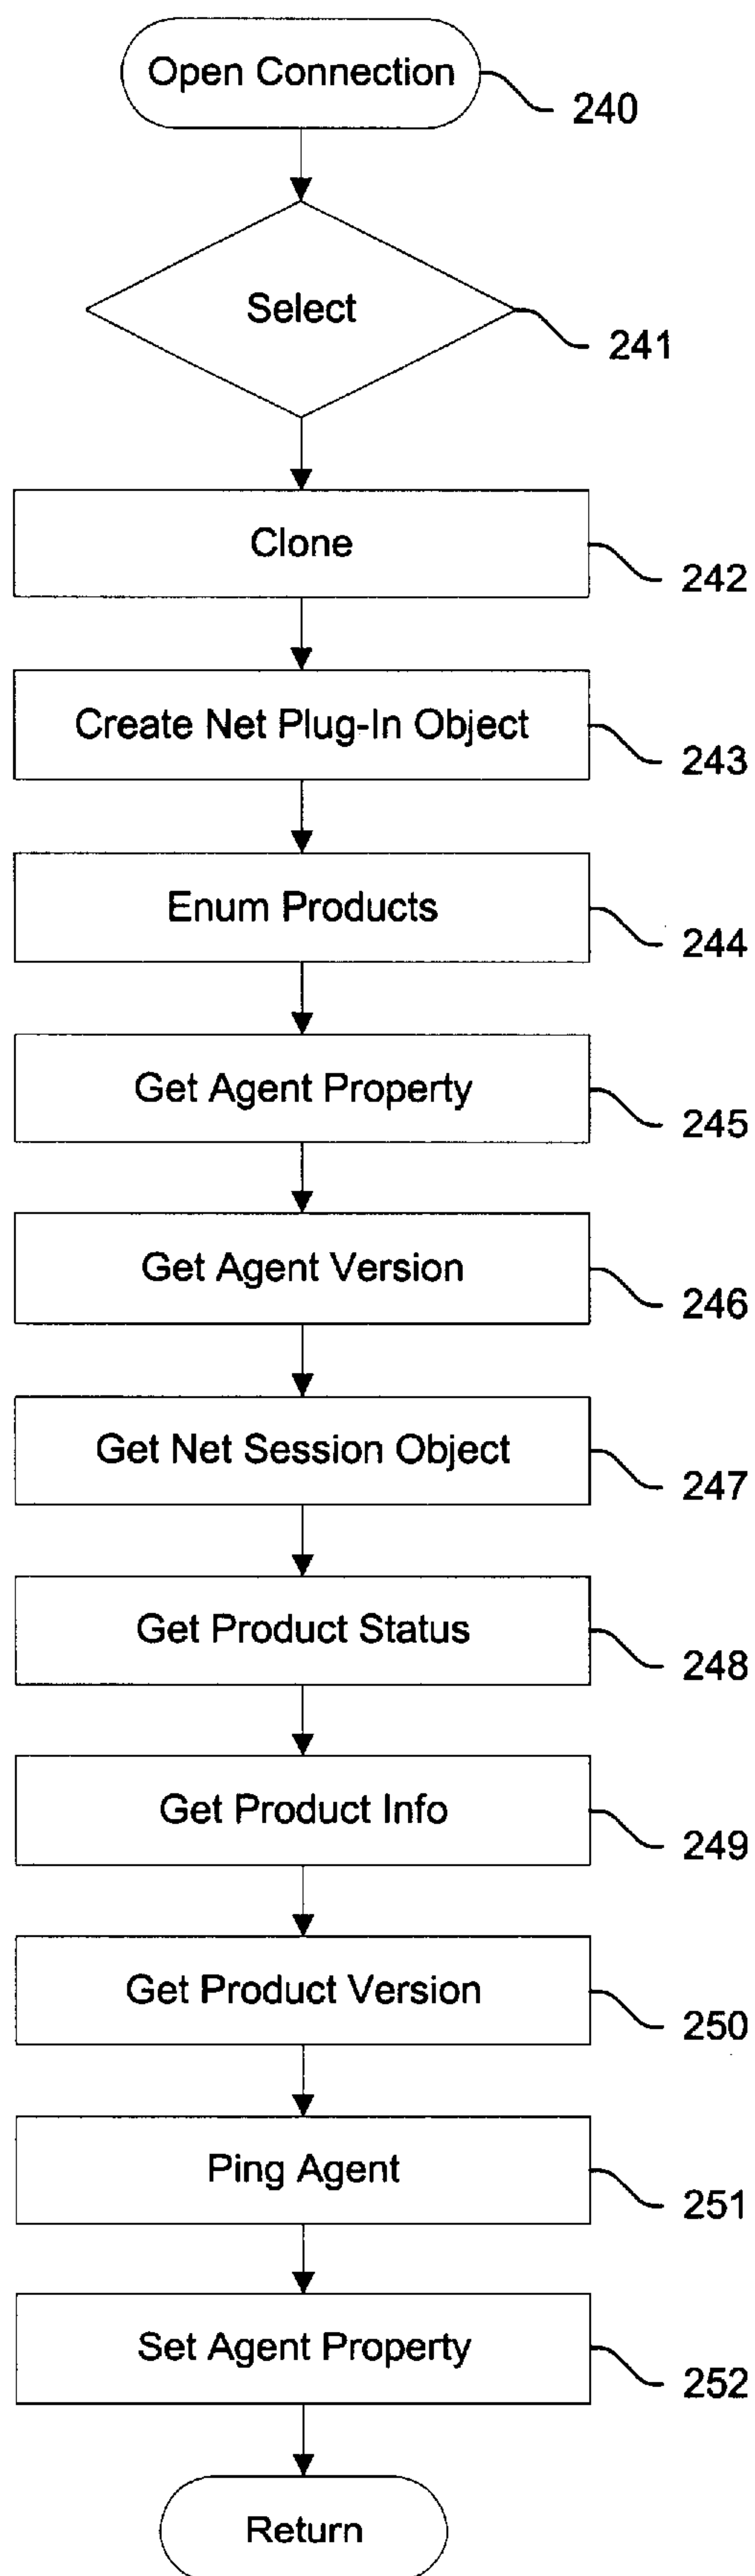 Open Connection
240
Select
241
Clone
242
Create Net Plug-In Object
243
Enum Products
244
Get Agent Property
245
Get Agent Version
246
Get Net Session Object
247
Get Product Status
248
Get Product Info
249
Get Product Version
250
Ping Agent
251
Set Agent Property
252
Return